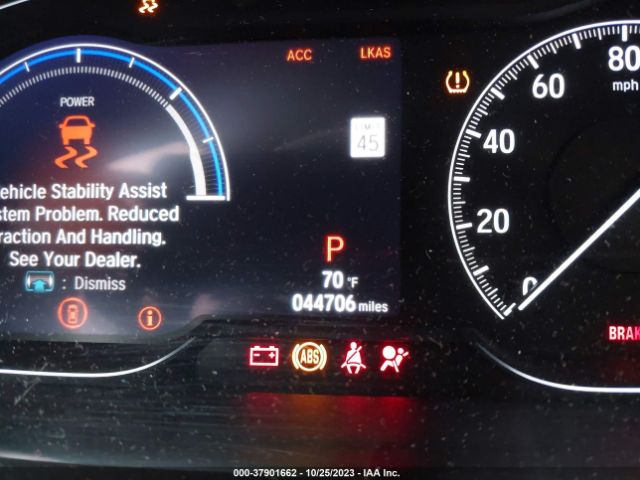 ACC
LKAS
POWER
60
80
mph
LIMIT
45
40
ehicle Stability Assist
stem Problem. Reduced
raction And Handling.
See Your Dealer.
: Dismiss
P
70 °F
044706 miles
20
0
BRAK
ABS
000-37901662 - 10/25/2023 - IAA Inc.